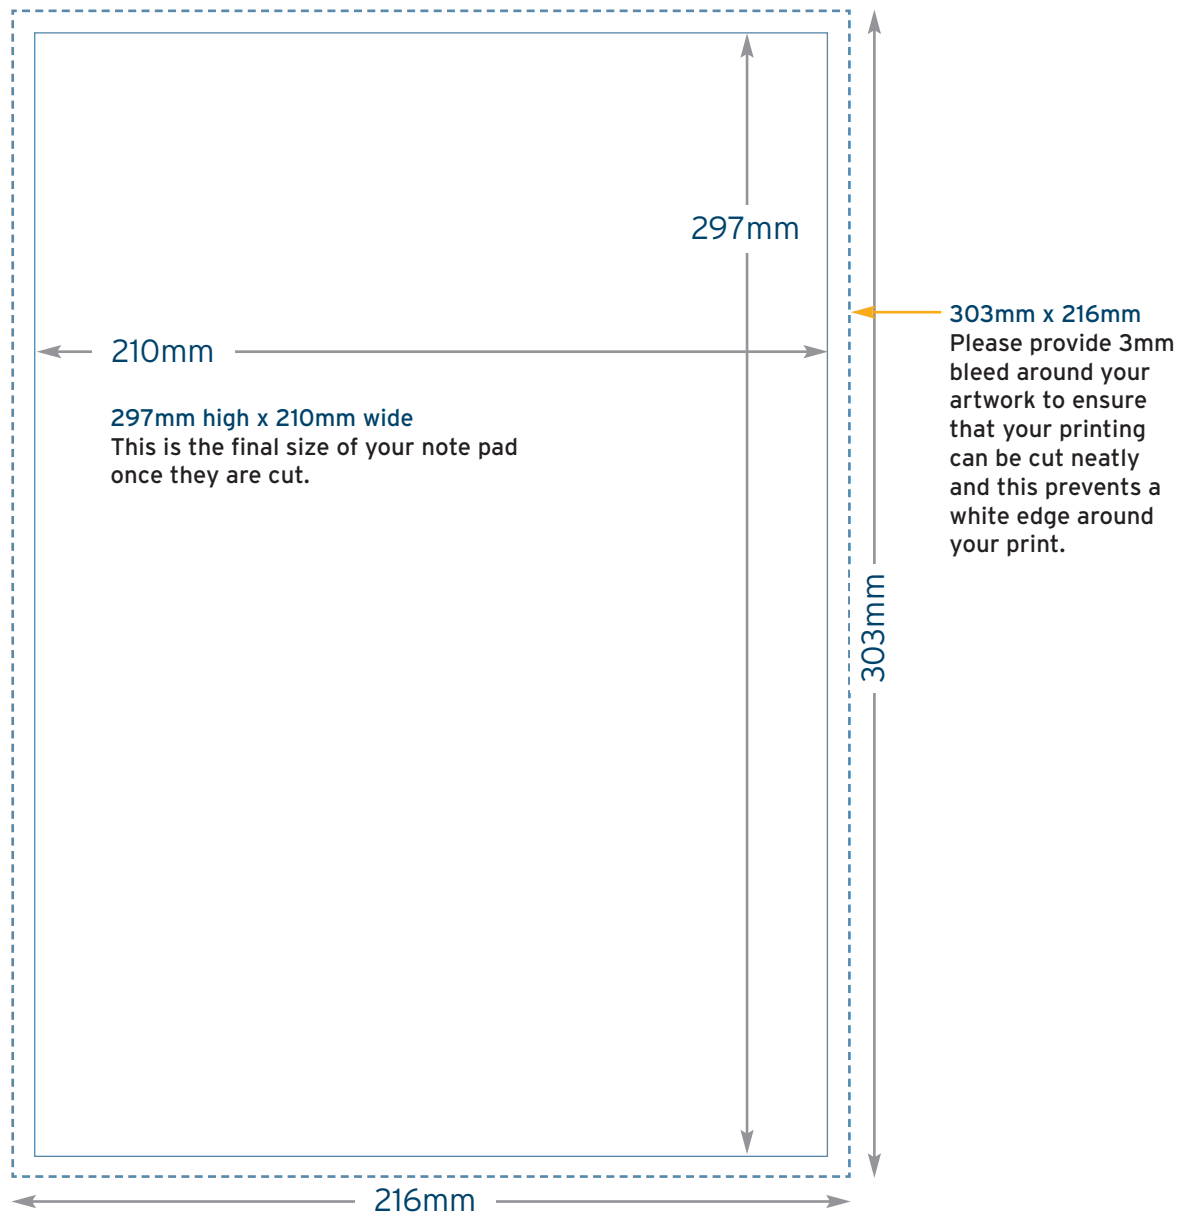 297mm
303mm x 216mm
Please provide 3mm
bleed around your
artwork to ensure
that your printing
can be cut neatly
and this prevents a
white edge around
your print.
210mm
297mm high x 210mm wide
This is the final size of your note pad
once they are cut.
303mm
216mm